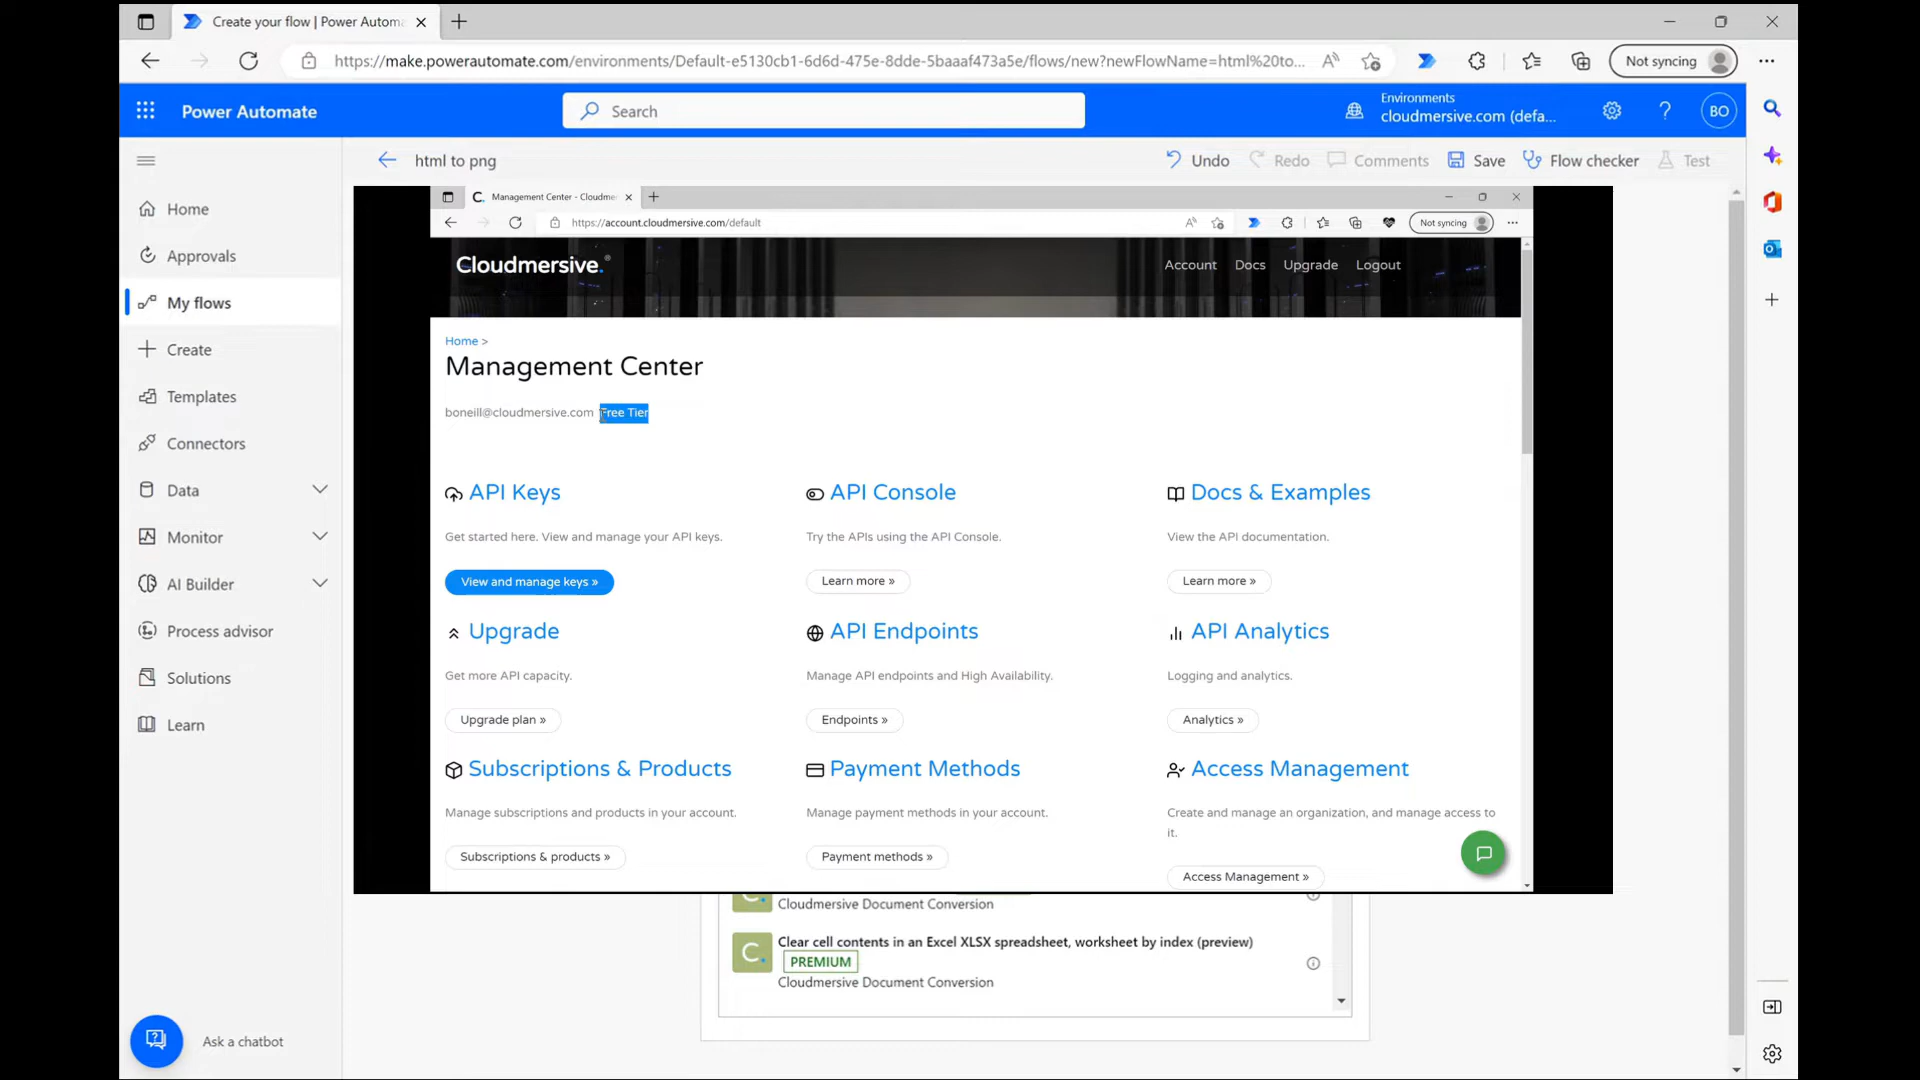 Create your flow | Power Autom
https://make.powerautomate.com/environments/Default-e5130cb1-6d6d-475e-8dde-5baaaf473a5e/flows/new?newFlowName=html%20to...
Not syncing
Power Automate
Search
Environments
cloudmersive.com (defa...
BO
html to png
Undo
Redo
Comments
Save
Flow checker
Test
Home
Approvals
My flows
Create
Templates
Connectors
Data
Monitor
AI Builder
Process advisor
Solutions
Learn
Ask a chatbot
Management Center - Cloudme
https://account.cloudmersive.com/default
Not syncing
Cloudmersive.®
Account
Docs
Upgrade
Logout
Home >
Management Center
boneill@cloudmersive.com Free Tier
API Keys
Get started here. View and manage your API keys.
View and manage keys »
API Console
Try the APIs using the API Console.
Learn more »
Docs & Examples
View the API documentation.
Learn more »
Upgrade
Get more API capacity.
Upgrade plan »
API Endpoints
Manage API endpoints and High Availability.
Endpoints »
API Analytics
Logging and analytics.
Analytics »
Subscriptions & Products
Manage subscriptions and products in your account.
Subscriptions & products »
Payment Methods
Manage payment methods in your account.
Payment methods »
Access Management
Create and manage an organization, and manage access to
it.
Access Management »
Cloudmersive Document Conversion
C.
Clear cell contents in an Excel XLSX spreadsheet, worksheet by index (preview)
PREMIUM
Cloudmersive Document Conversion